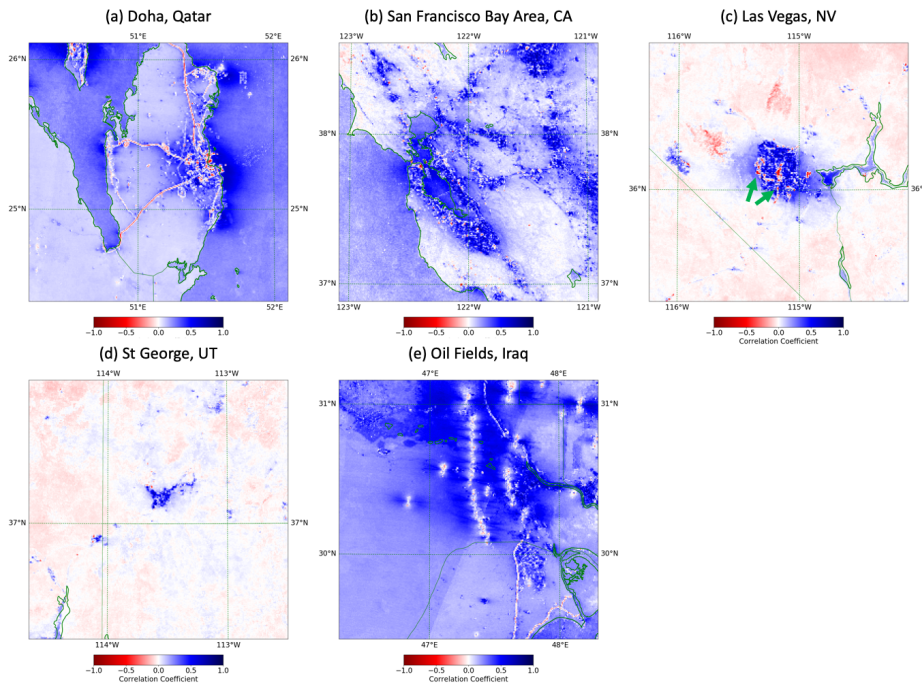 (a) Doha, Qatar
(b) San Francisco Bay Area, CA
(c) Las Vegas, NV
51°E 52°E
26°N 26°N
25°N 25°N
51°E 52°E
−1.0 −0.5 0.0 0.5 1.0
123°W 122°W 121°W
38°N 38°N
37°N 37°N
123°W 122°W 121°W
−1.0 −0.5 0.0 0.5 1.0
116°W 115°W
36°N 36°N
116°W 115°W
−1.0 −0.5 0.0 0.5 1.0
Correlation Coefficient
(d) St George, UT
(e) Oil Fields, Iraq
114°W 113°W
37°N 37°N
114°W 113°W
−1.0 −0.5 0.0 0.5 1.0
Correlation Coefficient
47°E 48°E
31°N 31°N
30°N 30°N
47°E 48°E
−1.0 −0.5 0.0 0.5 1.0
Correlation Coefficient